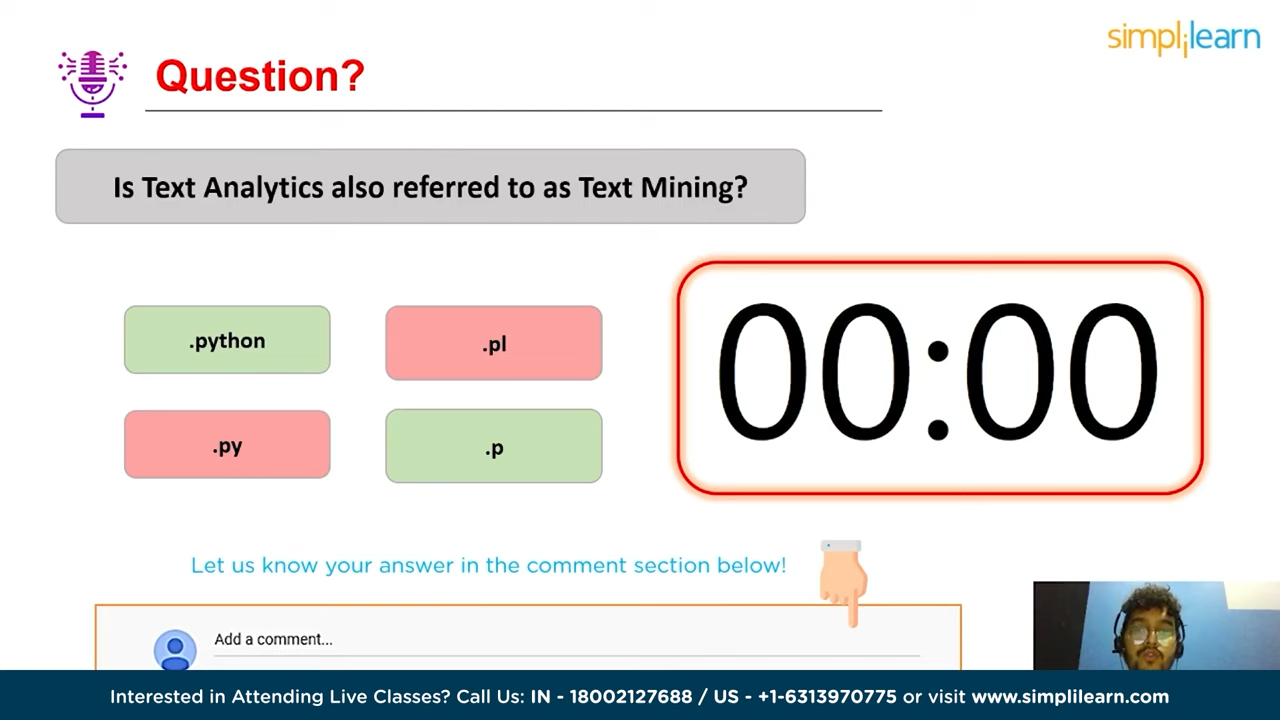 simplilearn
Question?
Is Text Analytics also referred to as Text Mining?
.python
.pl
.py
.p
00:00
Let us know your answer in the comment section below!
Add a comment...
Interested in Attending Live Classes? Call Us: IN - 18002127688 / US - +1-6313970775 or visit www.simplilearn.com